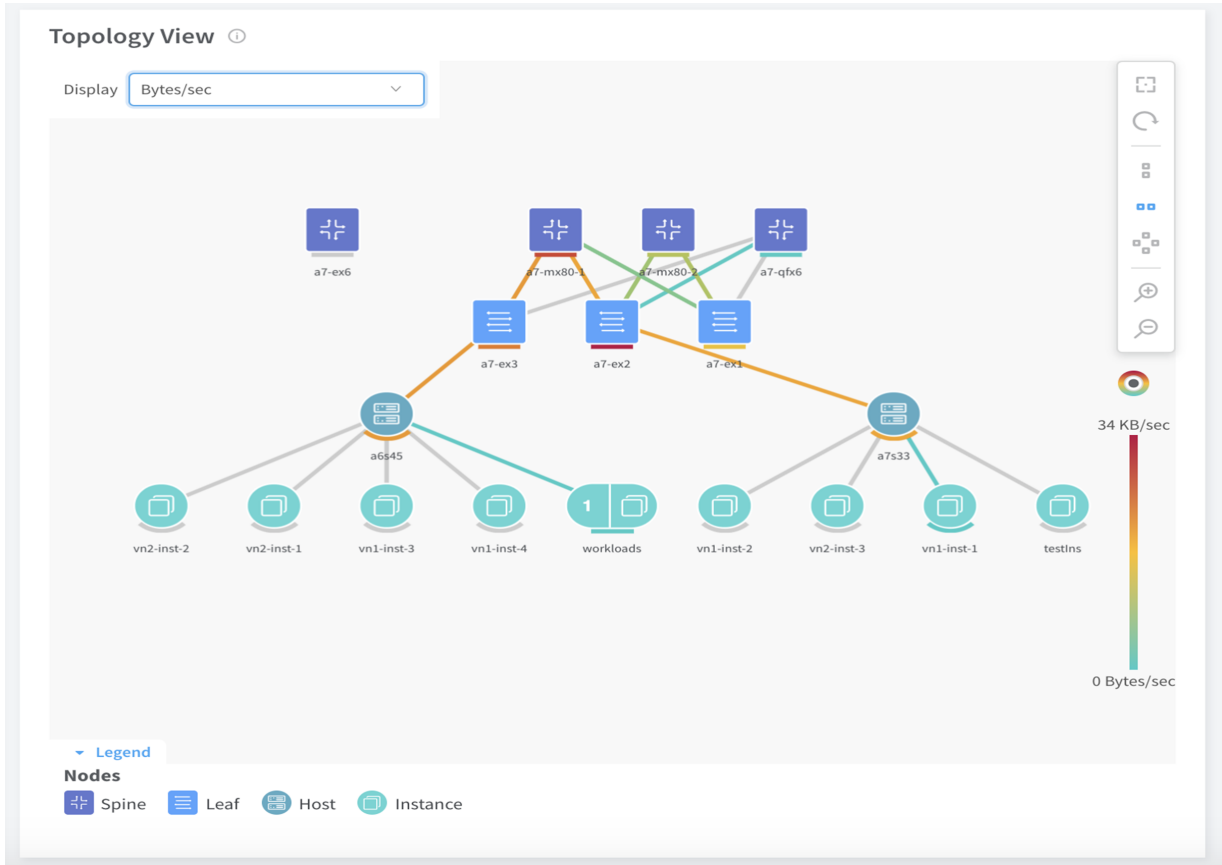 Topology View
Display Bytes/sec
a7-ex6 a7-mx80-1 a7-mx80-2 a7-qfx6
a7-ex3 a7-ex2 a7-ex1
34 KB/sec
a6s45 a7s33
1
vn2-inst-2 vn2-inst-1 vn1-inst-3 vn1-inst-4 workloads vn1-inst-2 vn2-inst-3 vn1-inst-1 testIns
0 Bytes/sec
Legend
Nodes
Spine Leaf Host Instance